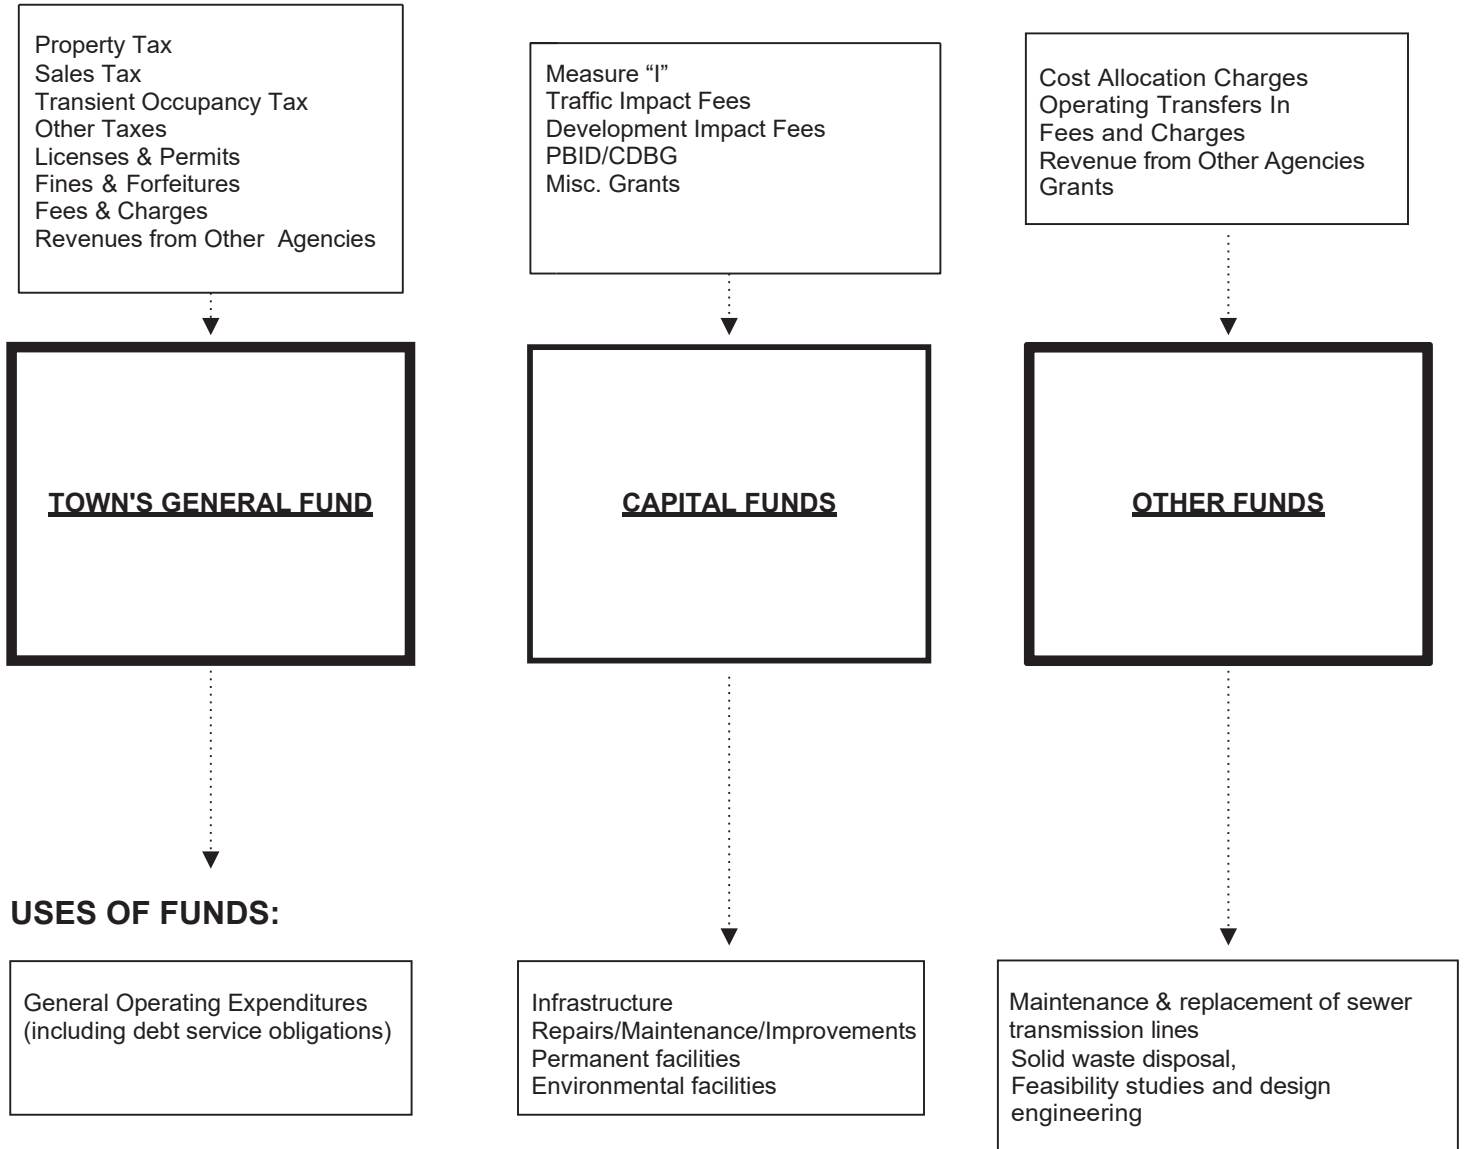 Property Tax
Sales Tax
Transient Occupancy Tax
Other Taxes
Licenses & Permits
Fines & Forfeitures
Fees & Charges
Revenues from Other Agencies
Measure “I”
Traffic Impact Fees
Development Impact Fees
PBID/CDBG
Misc. Grants
Cost Allocation Charges
Operating Transfers In
Fees and Charges
Revenue from Other Agencies
Grants
TOWN'S GENERAL FUND
CAPITAL FUNDS
OTHER FUNDS
USES OF FUNDS:
General Operating Expenditures
(including debt service obligations)
Infrastructure
Repairs/Maintenance/Improvements
Permanent facilities
Environmental facilities
Maintenance & replacement of sewer
transmission lines
Solid waste disposal,
Feasibility studies and design
engineering